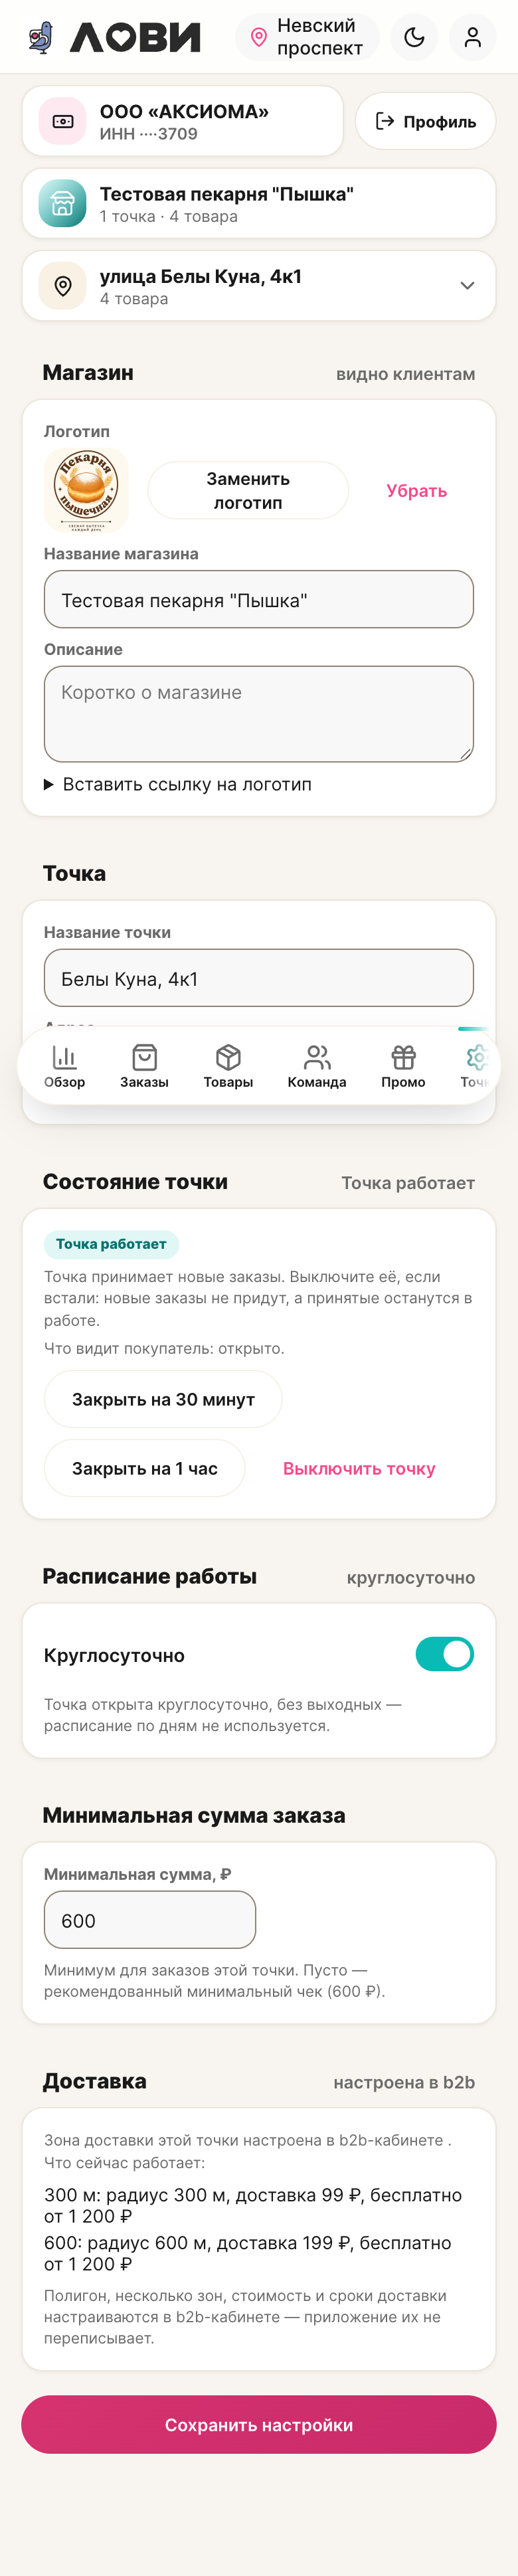 ЛОВИ
Невский
проспект
ООО «АКСИОМА»
ИНН ····3709
Профиль
Тестовая пекарня "Пышка"
1 точка · 4 товара
улица Белы Куна, 4к1
4 товара
Магазин
видно клиентам
Логотип
Пекарня
пышечная
СВЕЖАЯ ВЫПЕЧКА
КАЖДЫЙ ДЕНЬ
Заменить
логотип
Убрать
Название магазина
Тестовая пекарня "Пышка"
Описание
Коротко о магазине
Вставить ссылку на логотип
Точка
Название точки
Белы Куна, 4к1
Обзор
Заказы
Товары
Команда
Промо
Состояние точки
Точка работает
Точка работает
Точка принимает новые заказы. Выключите её, если
встали: новые заказы не придут, а принятые останутся в
работе.
Что видит покупатель: открыто.
Закрыть на 30 минут
Закрыть на 1 час
Выключить точку
Расписание работы
круглосуточно
Круглосуточно
Точка открыта круглосуточно, без выходных —
расписание по дням не используется.
Минимальная сумма заказа
Минимальная сумма, ₽
600
Минимум для заказов этой точки. Пусто —
рекомендованный минимальный чек (600 ₽).
Доставка
настроена в b2b
Зона доставки этой точки настроена в b2b-кабинете .
Что сейчас работает:
300 м: радиус 300 м, доставка 99 ₽, бесплатно
от 1 200 ₽
600: радиус 600 м, доставка 199 ₽, бесплатно
от 1 200 ₽
Полигон, несколько зон, стоимость и сроки доставки
настраиваются в b2b-кабинете — приложение их не
переписывает.
Сохранить настройки